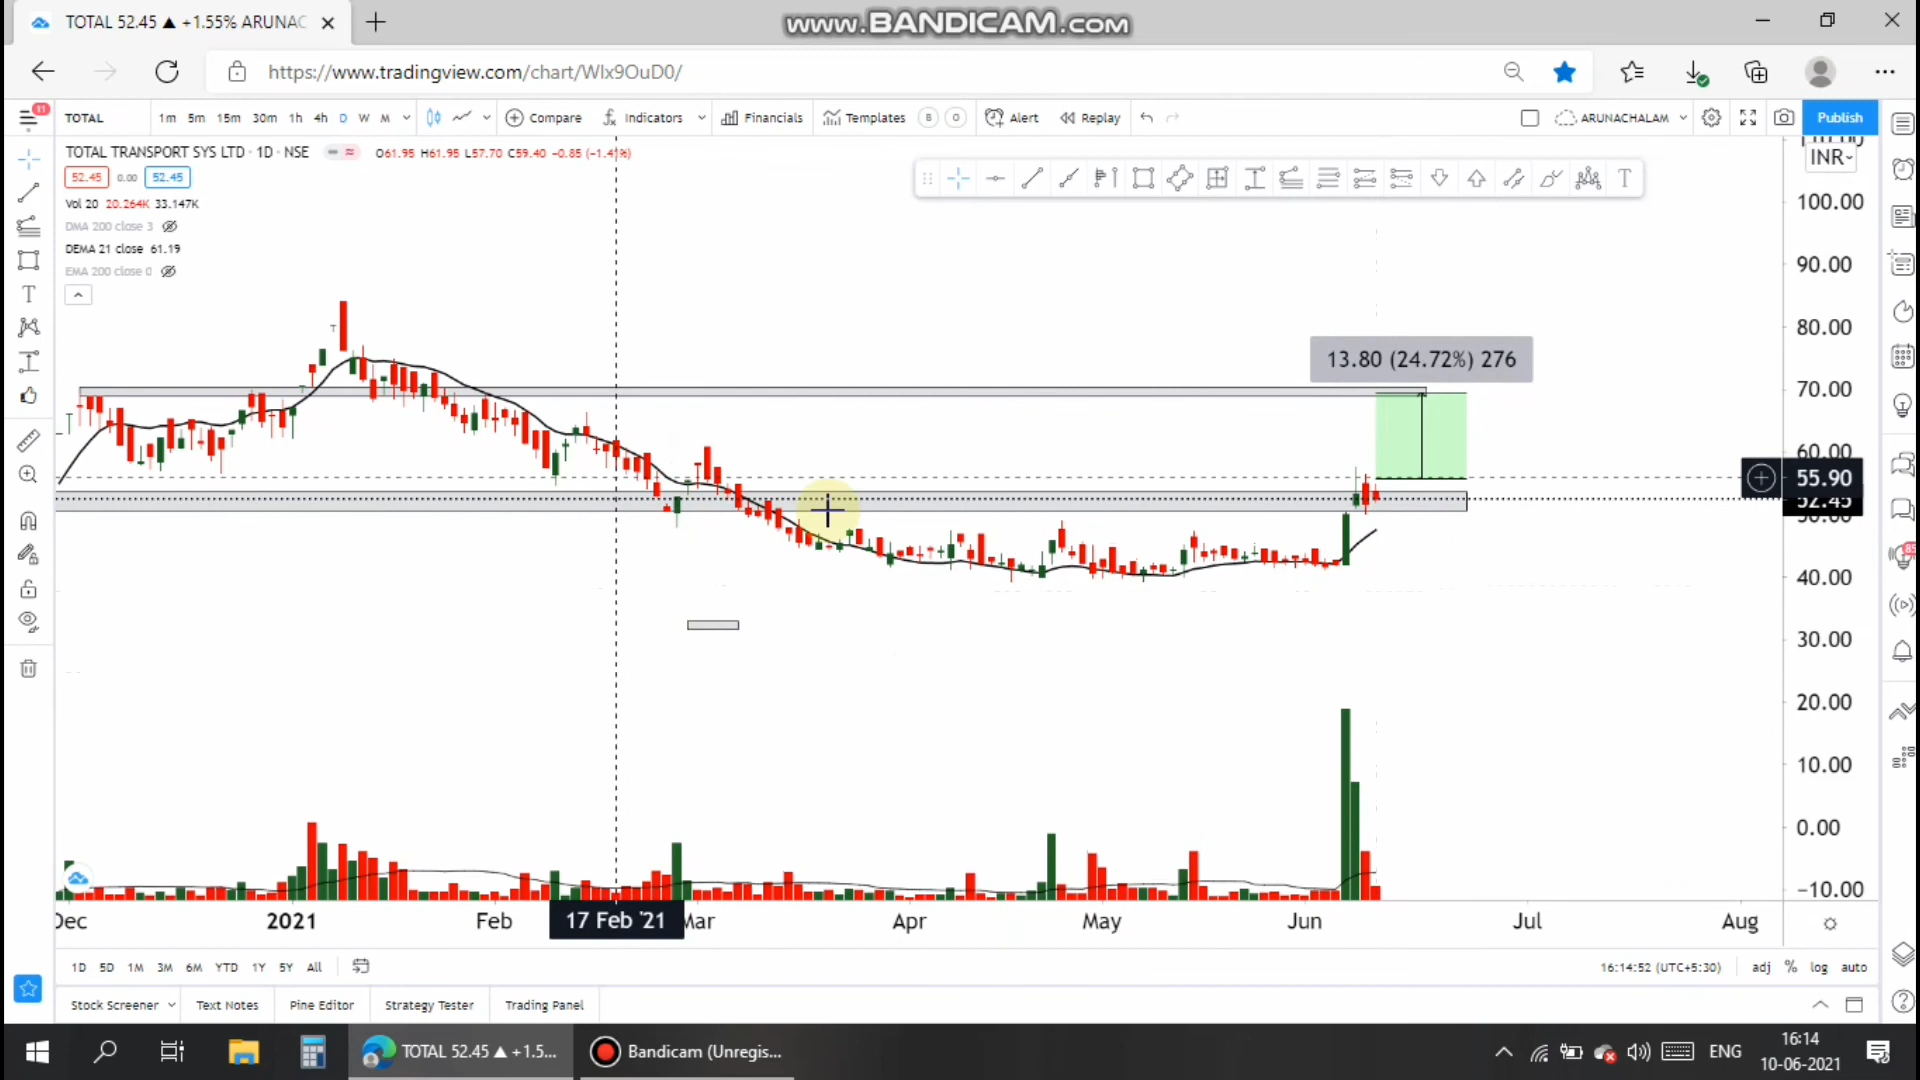 www.BANDICAM.com
TOTAL 52.45 ▲ +1.55% ARUNAC
https://www.tradingview.com/chart/Wlx9OuD0/
11
TOTAL 1m 5m 15m 30m 1h 4h D W M Compare Indicators Financials Templates B O Alert Replay ARUNACHALAM Publish
TOTAL TRANSPORT SYS LTD · 1D · NSE O61.95 H61.95 L57.70 C59.40 −0.85 (−1.41%)
INR
52.45 0.00 52.45
Vol 20 20.264K 33.147K
DMA 200 close 3
DEMA 21 close 61.19
EMA 200 close 0
T
T
100.00
90.00
80.00
13.80 (24.72%) 276
70.00
60.00
55.90
52.45
40.00
30.00
20.00
10.00
0.00
−10.00
Dec 2021 Feb 17 Feb '21 Mar Apr May Jun Jul Aug
1D 5D 1M 3M 6M YTD 1Y 5Y All 16:14:52 (UTC+5:30) adj % log auto
Stock Screener Text Notes Pine Editor Strategy Tester Trading Panel
TOTAL 52.45 ▲ +1.5... Bandicam (Unregis... ENG 16:14
10-06-2021